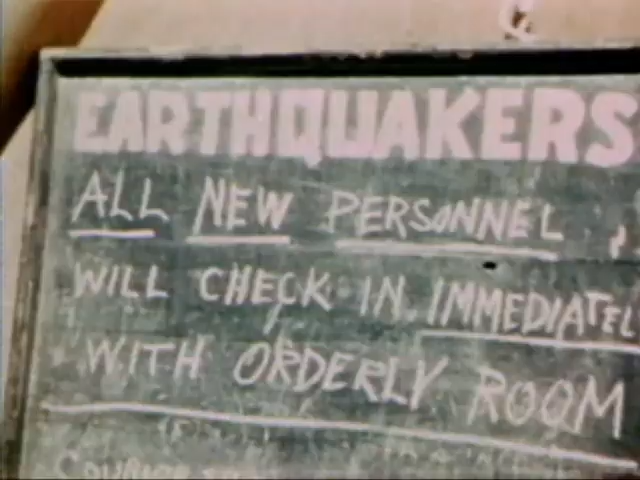 EARTHQUAKERS
ALL NEW PERSONNEL
WILL CHECK IN IMMEDIATEL
WITH ORDERLY ROOM